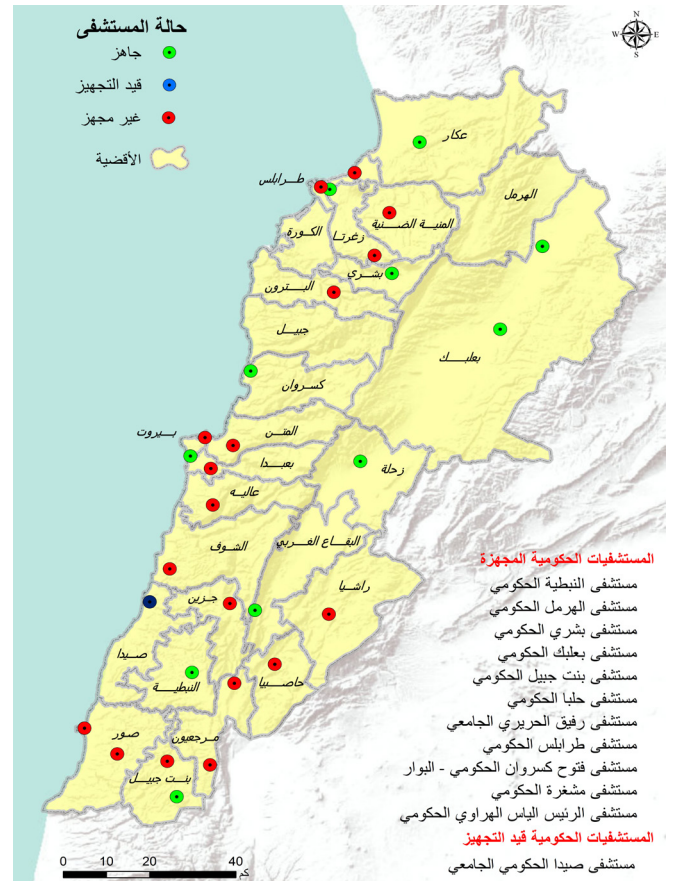 حالة المستشفى
جاهز
قيد التجهيز
غير مجهز
الأقضية
N
W E
S
عكار
طرابلس
الهرمل
المنية الضنية
زغرتا
الكورة
بشري
البترون
جبيل
بعلبك
كسروان
المتن
بيروت
بعبدا
زحلة
عاليه
البقاع الغربي
الشوف
راشيا
جزين
صيدا
حاصبيا
النبطية
مرجعيون
صور
بنت جبيل
المستشفيات الحكومية المجهزة
مستشفى النبطية الحكومي
مستشفى الهرمل الحكومي
مستشفى بشري الحكومي
مستشفى بعلبك الحكومي
مستشفى بنت جبيل الحكومي
مستشفى حلبا الحكومي
مستشفى رفيق الحريري الجامعي
مستشفى طرابلس الحكومي
مستشفى فتوح كسروان الحكومي - البوار
مستشفى مشغرة الحكومي
مستشفى الرئيس الياس الهراوي الحكومي
المستشفيات الحكومية قيد التجهيز
مستشفى صيدا الحكومي الجامعي
0 10 20 40
كم